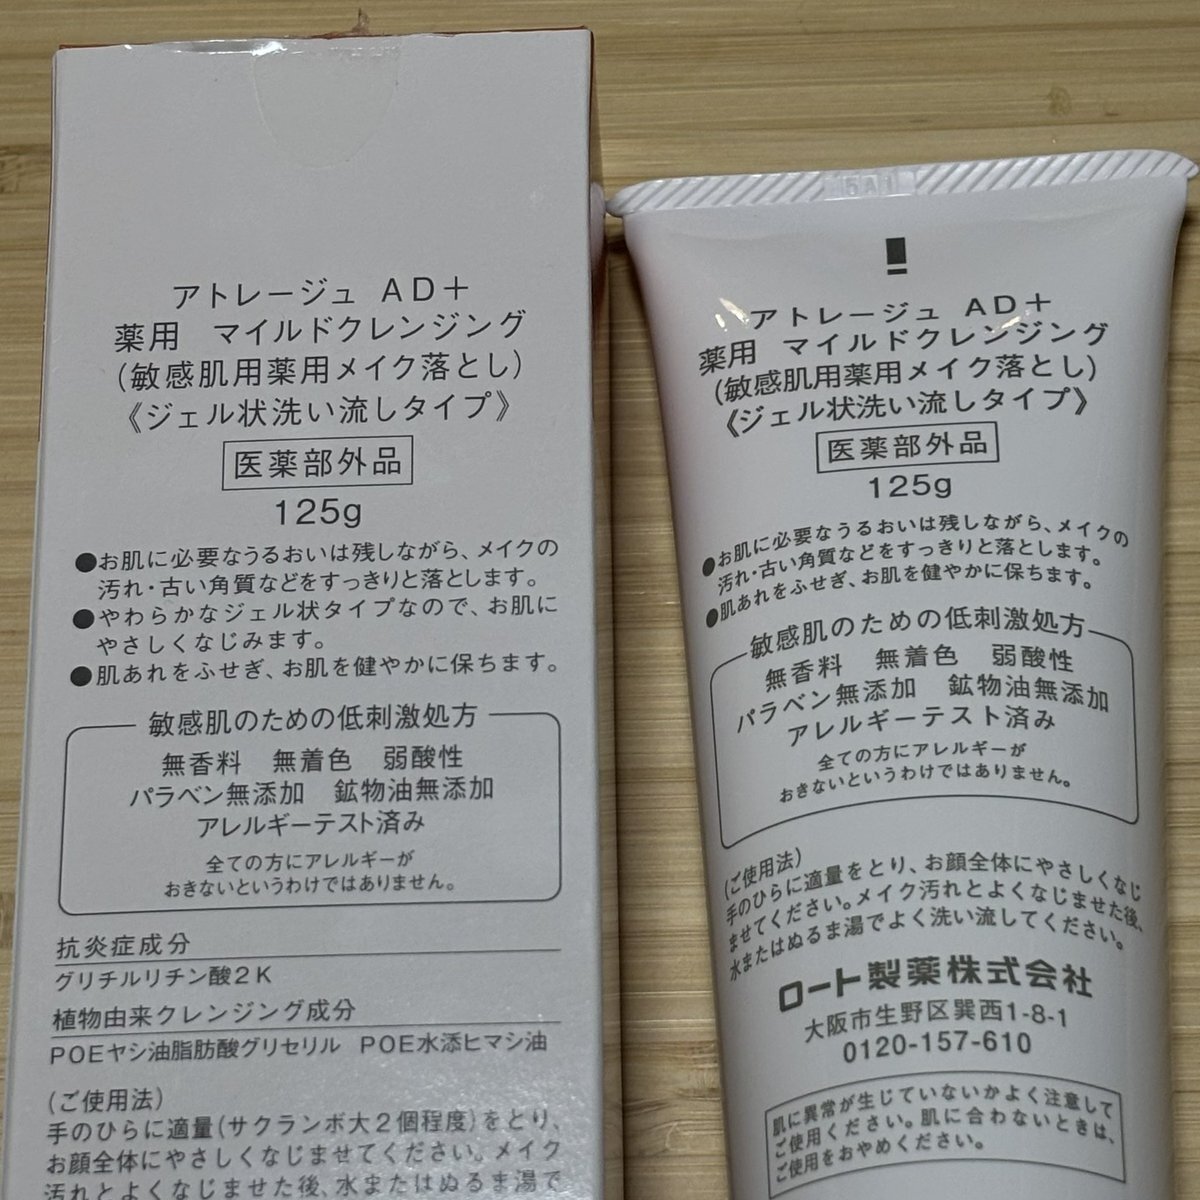 アトレージュ AD＋
薬用 マイルドクレンジング
(敏感肌用薬用メイク落とし)
《ジェル状洗い流しタイプ》
医薬部外品
125g
●お肌に必要なうるおいは残しながら、メイクの
汚れ・古い角質などをすっきりと落とします。
●やわらかなジェル状タイプなので、お肌に
やさしくなじみます。
●肌あれをふせぎ、お肌を健やかに保ちます。
敏感肌のための低刺激処方
無香料 無着色 弱酸性
パラベン無添加 鉱物油無添加
アレルギーテスト済み
全ての方にアレルギーが
おきないというわけではありません。
抗炎症成分
グリチルリチン酸2K
植物由来クレンジング成分
POEヤシ油脂肪酸グリセリル POE水添ヒマシ油
(ご使用法)
手のひらに適量(サクランボ大2個程度)をとり、
お顔全体にやさしくなじませてください。メイク
汚れとよくなじませた後、水またはぬるま湯で
5A1
アトレージュ AD＋
薬用 マイルドクレンジング
(敏感肌用薬用メイク落とし)
《ジェル状洗い流しタイプ》
医薬部外品
125g
●お肌に必要なうるおいは残しながら、メイクの
汚れ・古い角質などをすっきりと落とします。
●肌あれをふせぎ、お肌を健やかに保ちます。
敏感肌のための低刺激処方
無香料 無着色 弱酸性
パラベン無添加 鉱物油無添加
アレルギーテスト済み
全ての方にアレルギーが
おきないというわけではありません。
(ご使用法)
手のひらに適量をとり、お顔全体にやさしくなじ
ませてください。メイク汚れとよくなじませた後、
水またはぬるま湯でよく洗い流してください。
ロート製薬株式会社
大阪市生野区巽西1-8-1
0120-157-610
肌に異常が生じていないかよく注意して
ご使用ください。肌に合わないときは、
ご使用をおやめください。